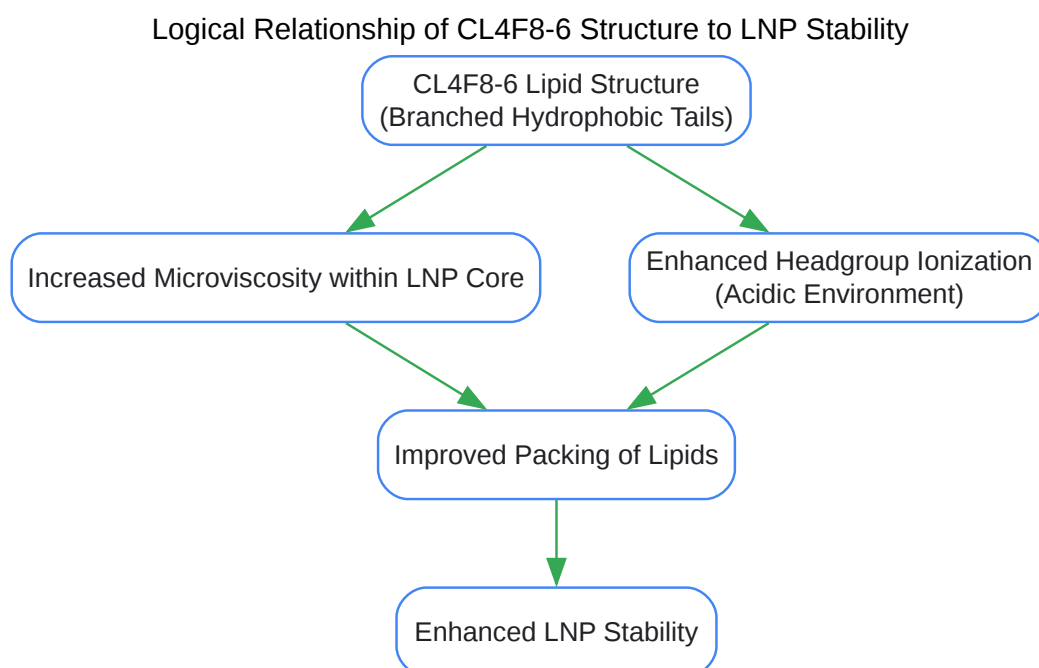 Logical Relationship of CL4F8-6 Structure to LNP Stability
CL4F8-6 Lipid Structure
(Branched Hydrophobic Tails)
Increased Microviscosity within LNP Core
Enhanced Headgroup Ionization
(Acidic Environment)
Improved Packing of Lipids
Enhanced LNP Stability